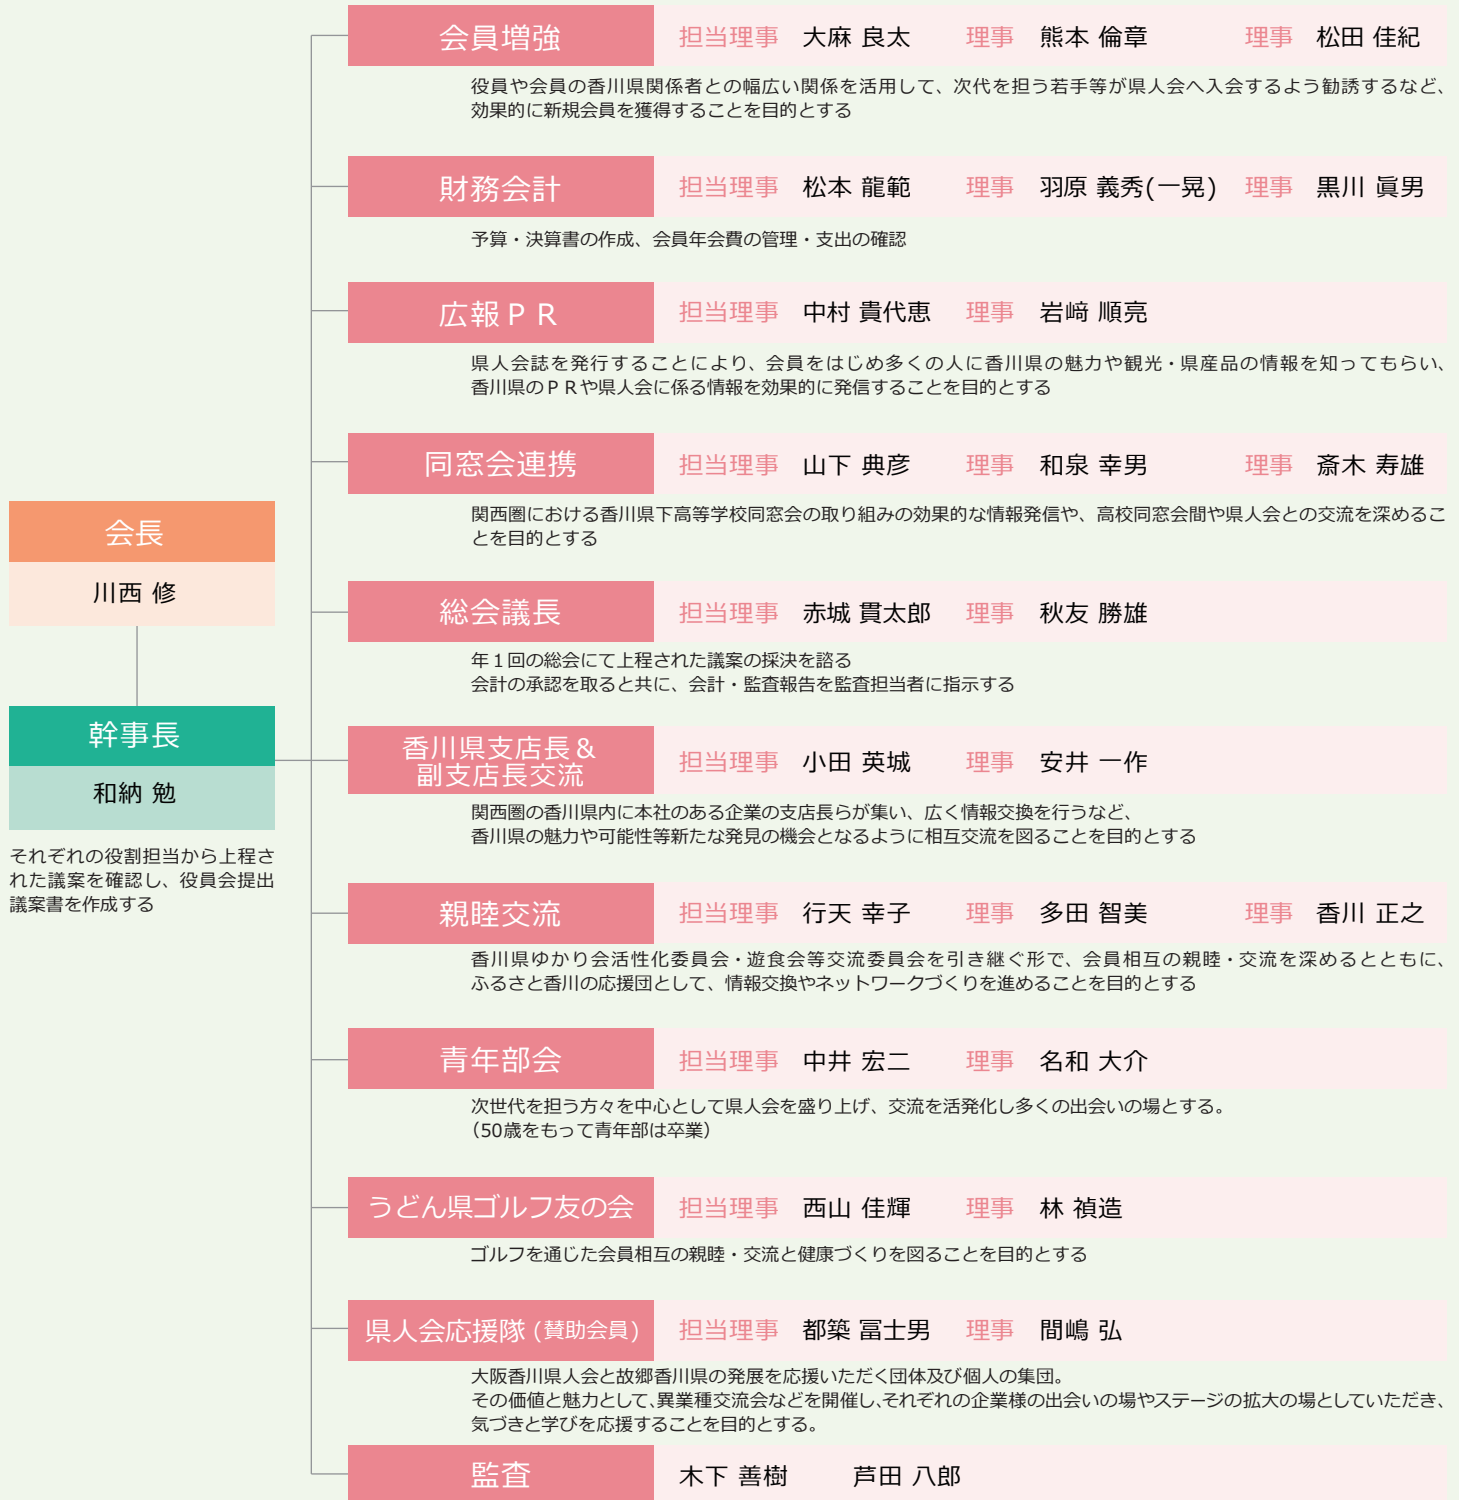 会長
川西 修
幹事長
和納 勉
それぞれの役割担当から上程さ
れた議案を確認し、役員会提出
議案書を作成する
会員増強 担当理事 大麻 良太 理事 熊本 倫章 理事 松田 佳紀
役員や会員の香川県関係者との幅広い関係を活用して、次代を担う若手等が県人会へ入会するよう勧誘するなど、
効果的に新規会員を獲得することを目的とする
財務会計 担当理事 松本 龍範 理事 羽原 義秀(一晃) 理事 黒川 眞男
予算・決算書の作成、会員年会費の管理・支出の確認
広報ＰＲ 担当理事 中村 貴代恵 理事 岩﨑 順亮
県人会誌を発行することにより、会員をはじめ多くの人に香川県の魅力や観光・県産品の情報を知ってもらい、
香川県のＰＲや県人会に係る情報を効果的に発信することを目的とする
同窓会連携 担当理事 山下 典彦 理事 和泉 幸男 理事 斎木 寿雄
関西圏における香川県下高等学校同窓会の取り組みの効果的な情報発信や、高校同窓会間や県人会との交流を深めるこ
とを目的とする
総会議長 担当理事 赤城 貫太郎 理事 秋友 勝雄
年１回の総会にて上程された議案の採決を諮る
会計の承認を取ると共に、会計・監査報告を監査担当者に指示する
香川県支店長＆
副支店長交流 担当理事 小田 英城 理事 安井 一作
関西圏の香川県内に本社のある企業の支店長らが集い、広く情報交換を行うなど、
香川県の魅力や可能性等新たな発見の機会となるように相互交流を図ることを目的とする
親睦交流 担当理事 行天 幸子 理事 多田 智美 理事 香川 正之
香川県ゆかり会活性化委員会・遊食会等交流委員会を引き継ぐ形で、会員相互の親睦・交流を深めるとともに、
ふるさと香川の応援団として、情報交換やネットワークづくりを進めることを目的とする
青年部会 担当理事 中井 宏二 理事 名和 大介
次世代を担う方々を中心として県人会を盛り上げ、交流を活発化し多くの出会いの場とする。
（50歳をもって青年部は卒業）
うどん県ゴルフ友の会 担当理事 西山 佳輝 理事 林 禎造
ゴルフを通じた会員相互の親睦・交流と健康づくりを図ることを目的とする
県人会応援隊 (賛助会員) 担当理事 都築 冨士男 理事 間嶋 弘
大阪香川県人会と故郷香川県の発展を応援いただく団体及び個人の集団。
その価値と魅力として、異業種交流会などを開催し、それぞれの企業様の出会いの場やステージの拡大の場としていただき、
気づきと学びを応援することを目的とする。
監査 木下 善樹 芦田 八郎